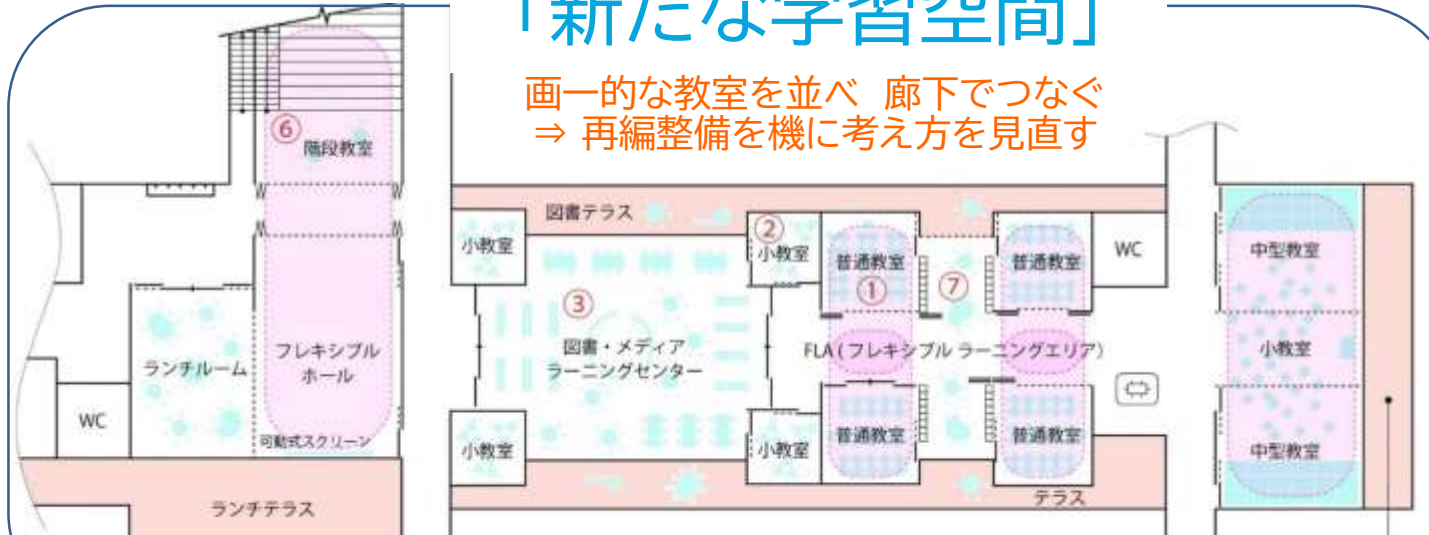 「新たな学習空間」
画一的な教室を並べ 廊下でつなぐ
⇒ 再編整備を機に考え方を見直す
⑥
階段教室
図書テラス
小教室
②
小教室
普通教室
①
⑦
普通教室
WC
中型教室
③
図書・メディア
ラーニングセンター
FLA(フレキシブル ラーニングエリア)
小教室
ランチルーム
フレキシブル
ホール
WC
可動式スクリーン
小教室
小教室
普通教室
普通教室
中型教室
ランチテラス
テラス